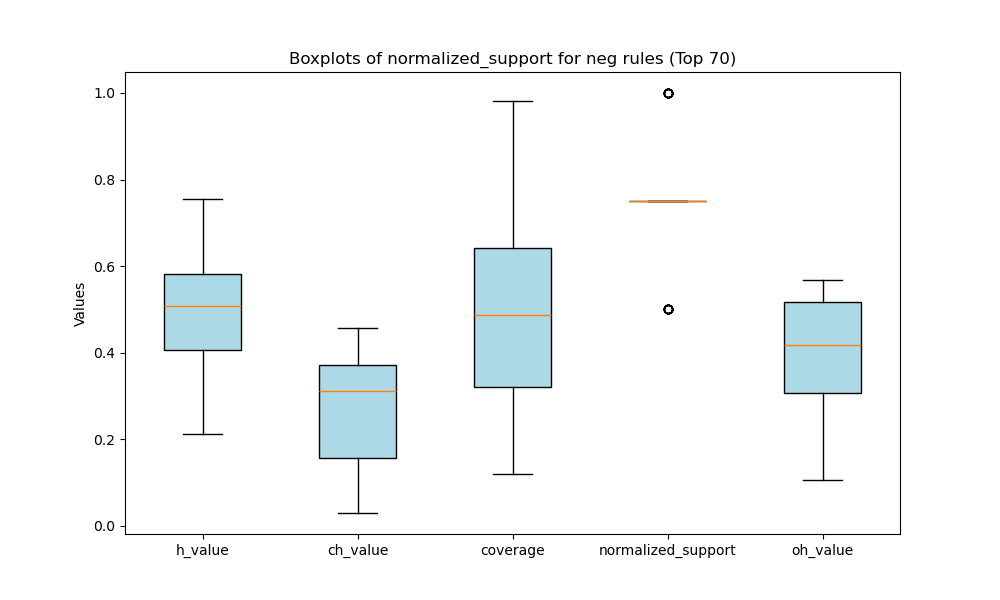 Boxplots of normalized_support for neg rules (Top 70)
Values
1.0
0.8
0.6
0.4
0.2
0.0
h_value ch_value coverage normalized_support oh_value